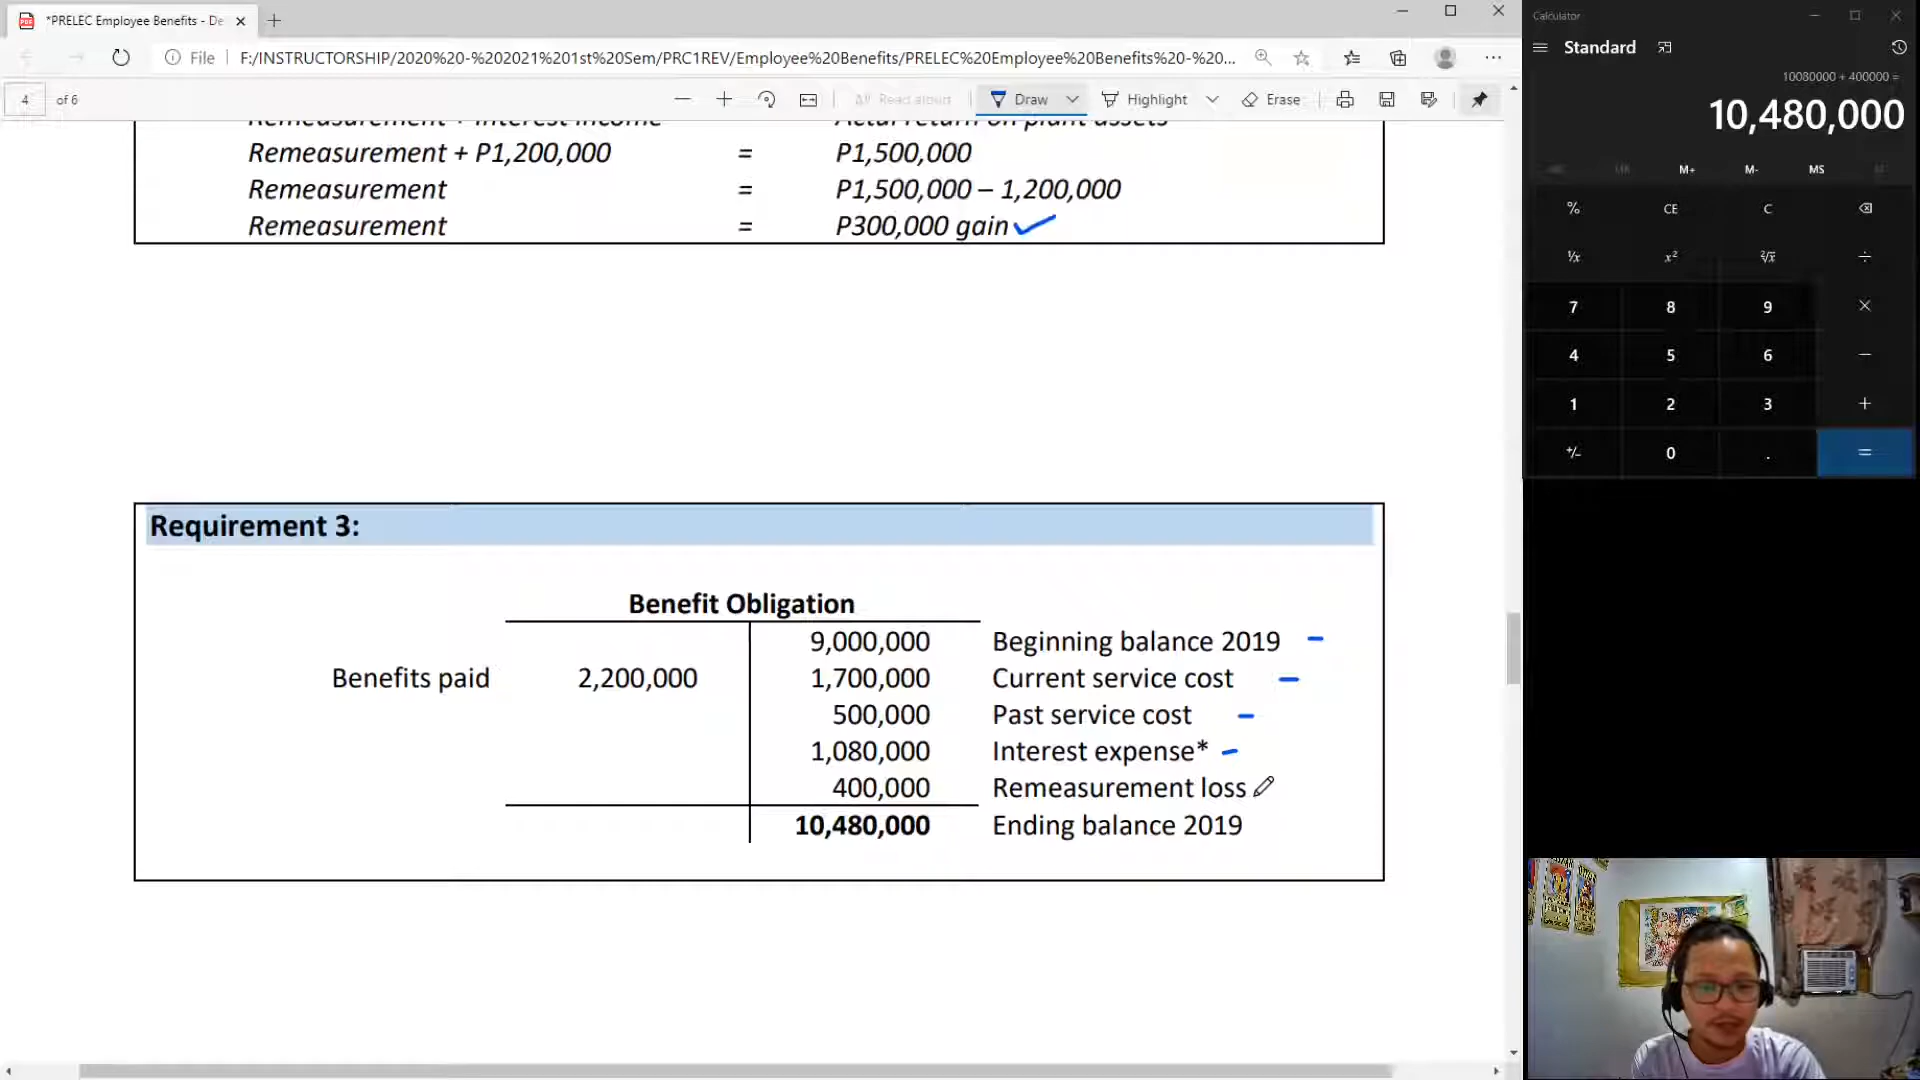 *PRELEC Employee Benefits - De
File F:/INSTRUCTORSHIP/2020%20-%202021%201st%20Sem/PRC1REV/Employee%20Benefits/PRELEC%20Employee%20Benefits%20-%20...
4 of 6 Read aloud Draw Highlight Erase
Remeasurement + P1,200,000 = P1,500,000
Remeasurement = P1,500,000 – 1,200,000
Remeasurement = P300,000 gain
Requirement 3:
Benefit Obligation
9,000,000 Beginning balance 2019
Benefits paid 2,200,000 1,700,000 Current service cost
500,000 Past service cost
1,080,000 Interest expense*
400,000 Remeasurement loss
10,480,000 Ending balance 2019
Calculator
Standard
10080000 + 400000 =
10,480,000
M+ M- MS
% CE C
¹/x x² ²√x ÷
7 8 9 ×
4 5 6 −
1 2 3 +
+/- 0 . =